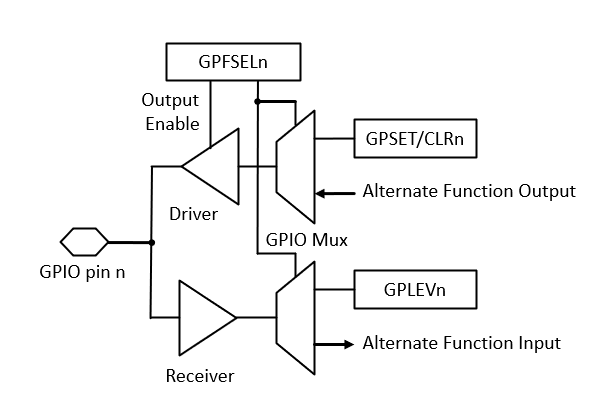 GPFSELn
Output
Enable
GPSET/CLRn
Alternate Function Output
Driver
GPIO Mux
GPIO pin n
GPLEVn
Alternate Function Input
Receiver